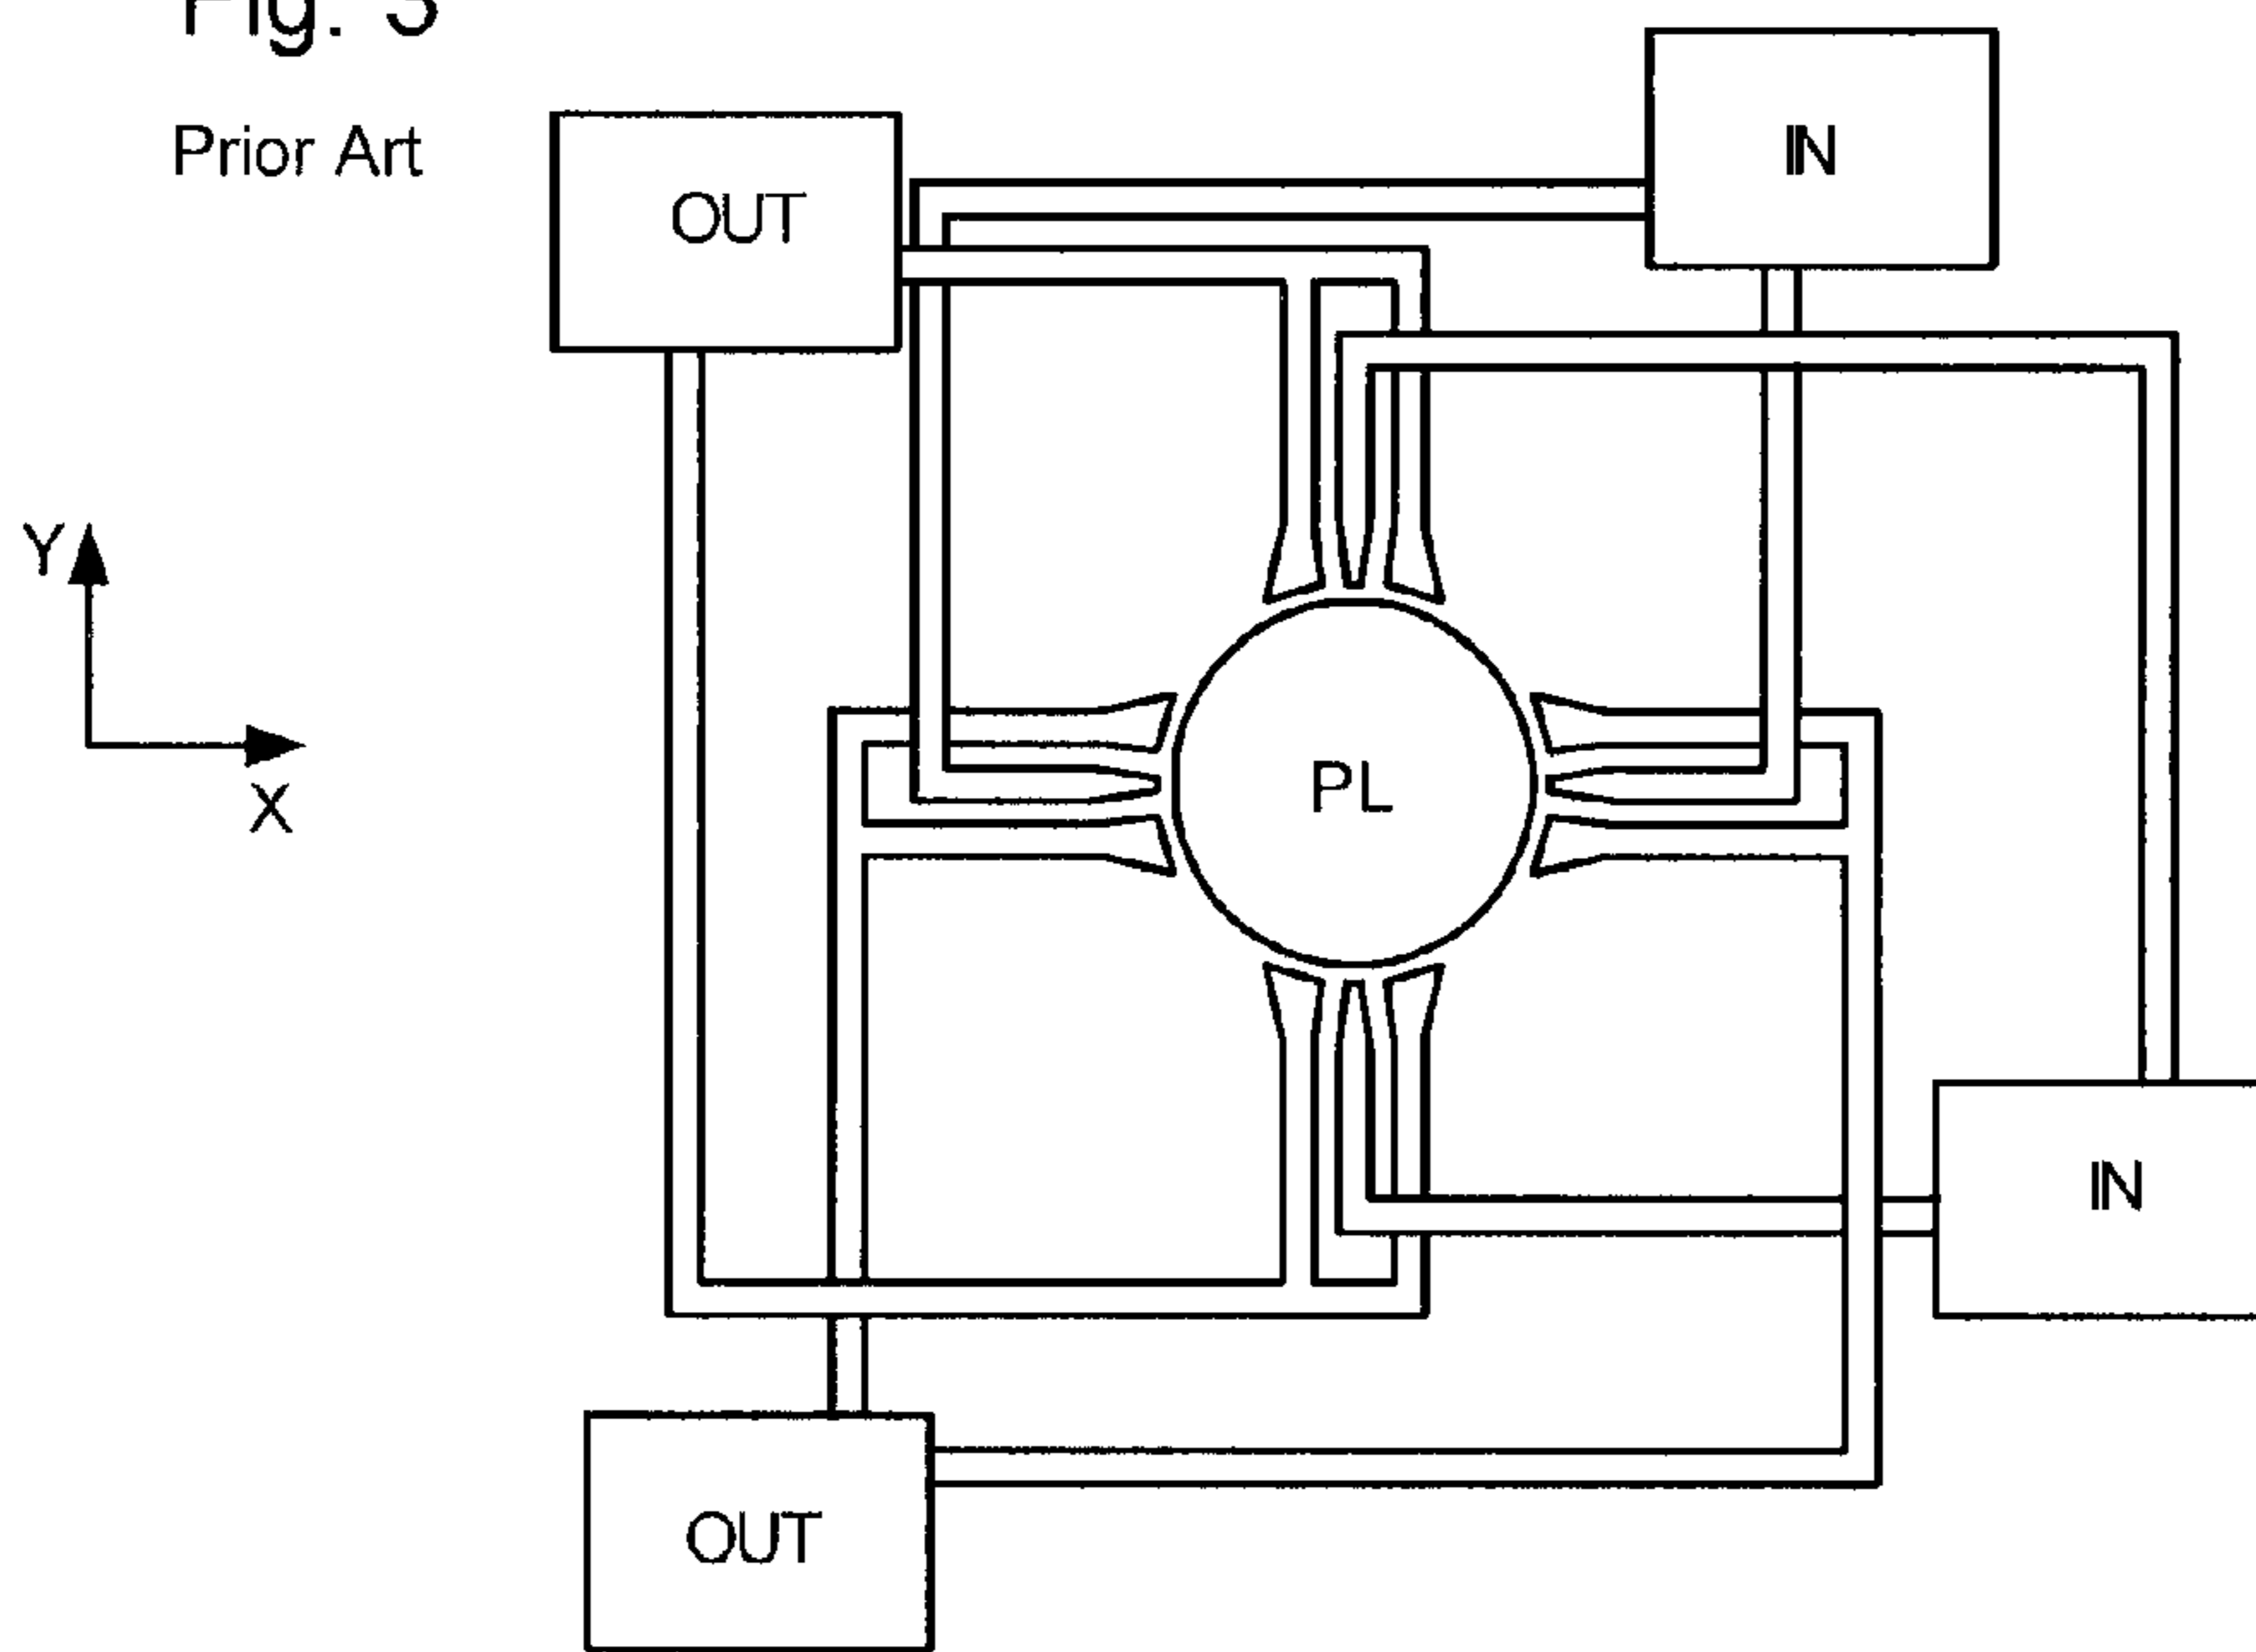 Fig. 3
Prior Art
IN
OUT
Y
X
PL
IN
OUT